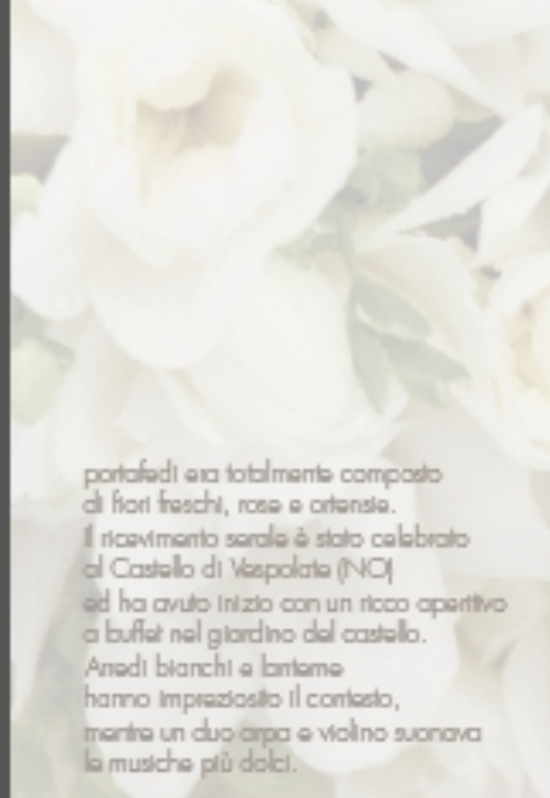 portafedi era totalmente composto
di fiori freschi, rose e ortensie.
Il ricevimento serale è stato celebrato
al Castello di Vespolate (NO)
ed ha avuto inizio con un ricco aperitivo
a buffet nel giardino del castello.
Arredi bianchi e lanterne
hanno impreziosito il contesto,
mentre un duo arpa e violino suonava
le musiche più dolci.